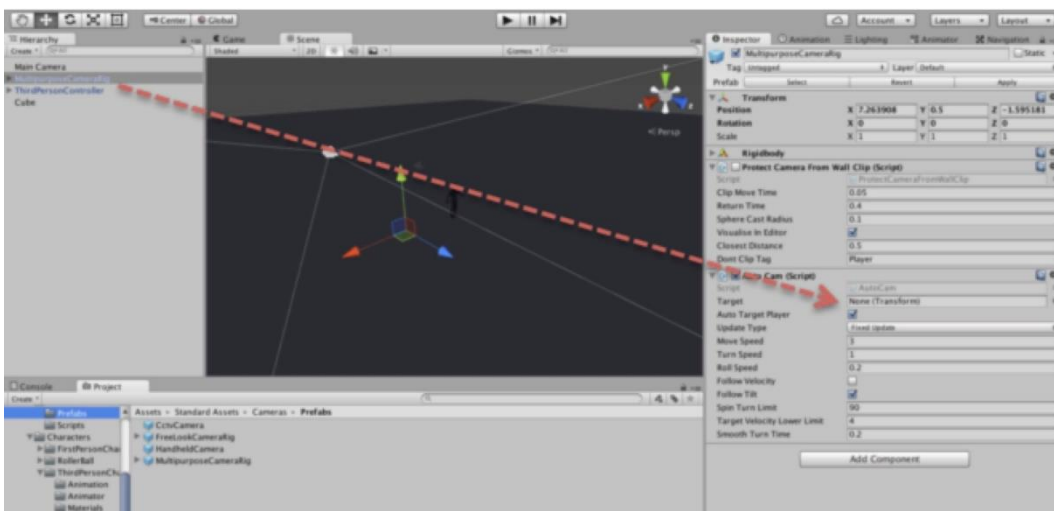 Center Global
Account Layers Layout
Hierarchy
Create
Main Camera
MultipurposeCameraRig
ThirdPersonController
Cube
Game Scene
Shaded 2D Gizmos
Persp
Inspector Animation Lighting Animator Navigation
MultipurposeCameraRig Static
Tag Untagged Layer Default
Prefab Select Revert Apply
Transform
Position X 7.263908 Y 0.5 Z -1.595181
Rotation X 0 Y 0 Z 0
Scale X 1 Y 1 Z 1
Rigidbody
Protect Camera From Wall Clip (Script)
Script ProtectCameraFromWallClip
Clip Move Time 0.05
Return Time 0.4
Sphere Cast Radius 0.1
Visualise In Editor
Closest Distance 0.5
Dont Clip Tag Player
Auto Cam (Script)
Script AutoCam
Target None (Transform)
Auto Target Player
Update Type Fixed Update
Move Speed 3
Turn Speed 1
Roll Speed 0.2
Follow Velocity
Follow Tilt
Spin Turn Limit 90
Target Velocity Lower Limit 4
Smooth Turn Time 0.2
Add Component
Console Project
Create
Prefabs
Scripts
Characters
FirstPersonCha
RollerBall
ThirdPersonCh
Animation
Animator
Materials
Assets Standard Assets Cameras Prefabs
CctvCamera
FreeLookCameraRig
HandheldCamera
MultipurposeCameraRig